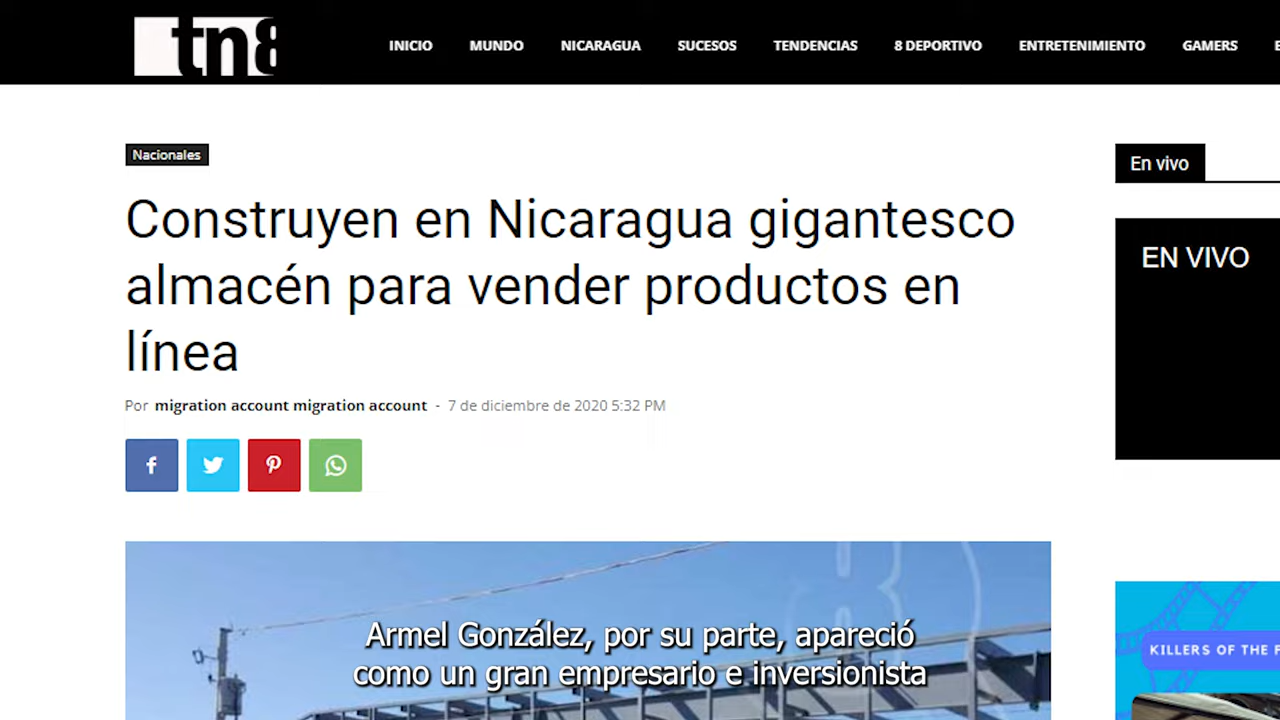 tn8
INICIO MUNDO NICARAGUA SUCESOS TENDENCIAS 8 DEPORTIVO ENTRETENIMIENTO GAMERS
Nacionales
Construyen en Nicaragua gigantesco
almacén para vender productos en
línea
Por migration account migration account - 7 de diciembre de 2020 5:32 PM
En vivo
EN VIVO
KILLERS OF THE F
Armel González, por su parte, apareció
como un gran empresario e inversionista